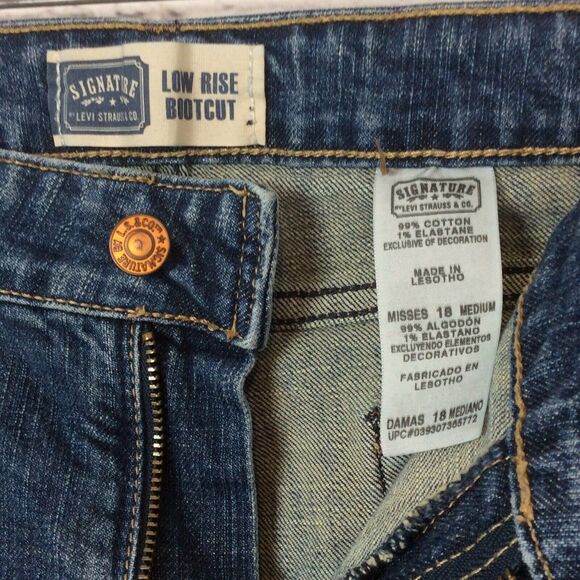 SIGNATURE
BY LEVI STRAUSS & CO.
LOW RISE
BOOTCUT
L.S.&CO.
SIGNATURE
SIGNATURE
BY LEVI STRAUSS & CO.
99% COTTON
1% ELASTANE
EXCLUSIVE OF DECORATION
MADE IN
LESOTHO
MISSES 18 MEDIUM
99% ALGODÓN
1% ELASTANO
EXCLUYENDO ELEMENTOS
DECORATIVOS
FABRICADO EN
LESOTHO
DAMAS 18 MEDIANO
UPC#039307365772